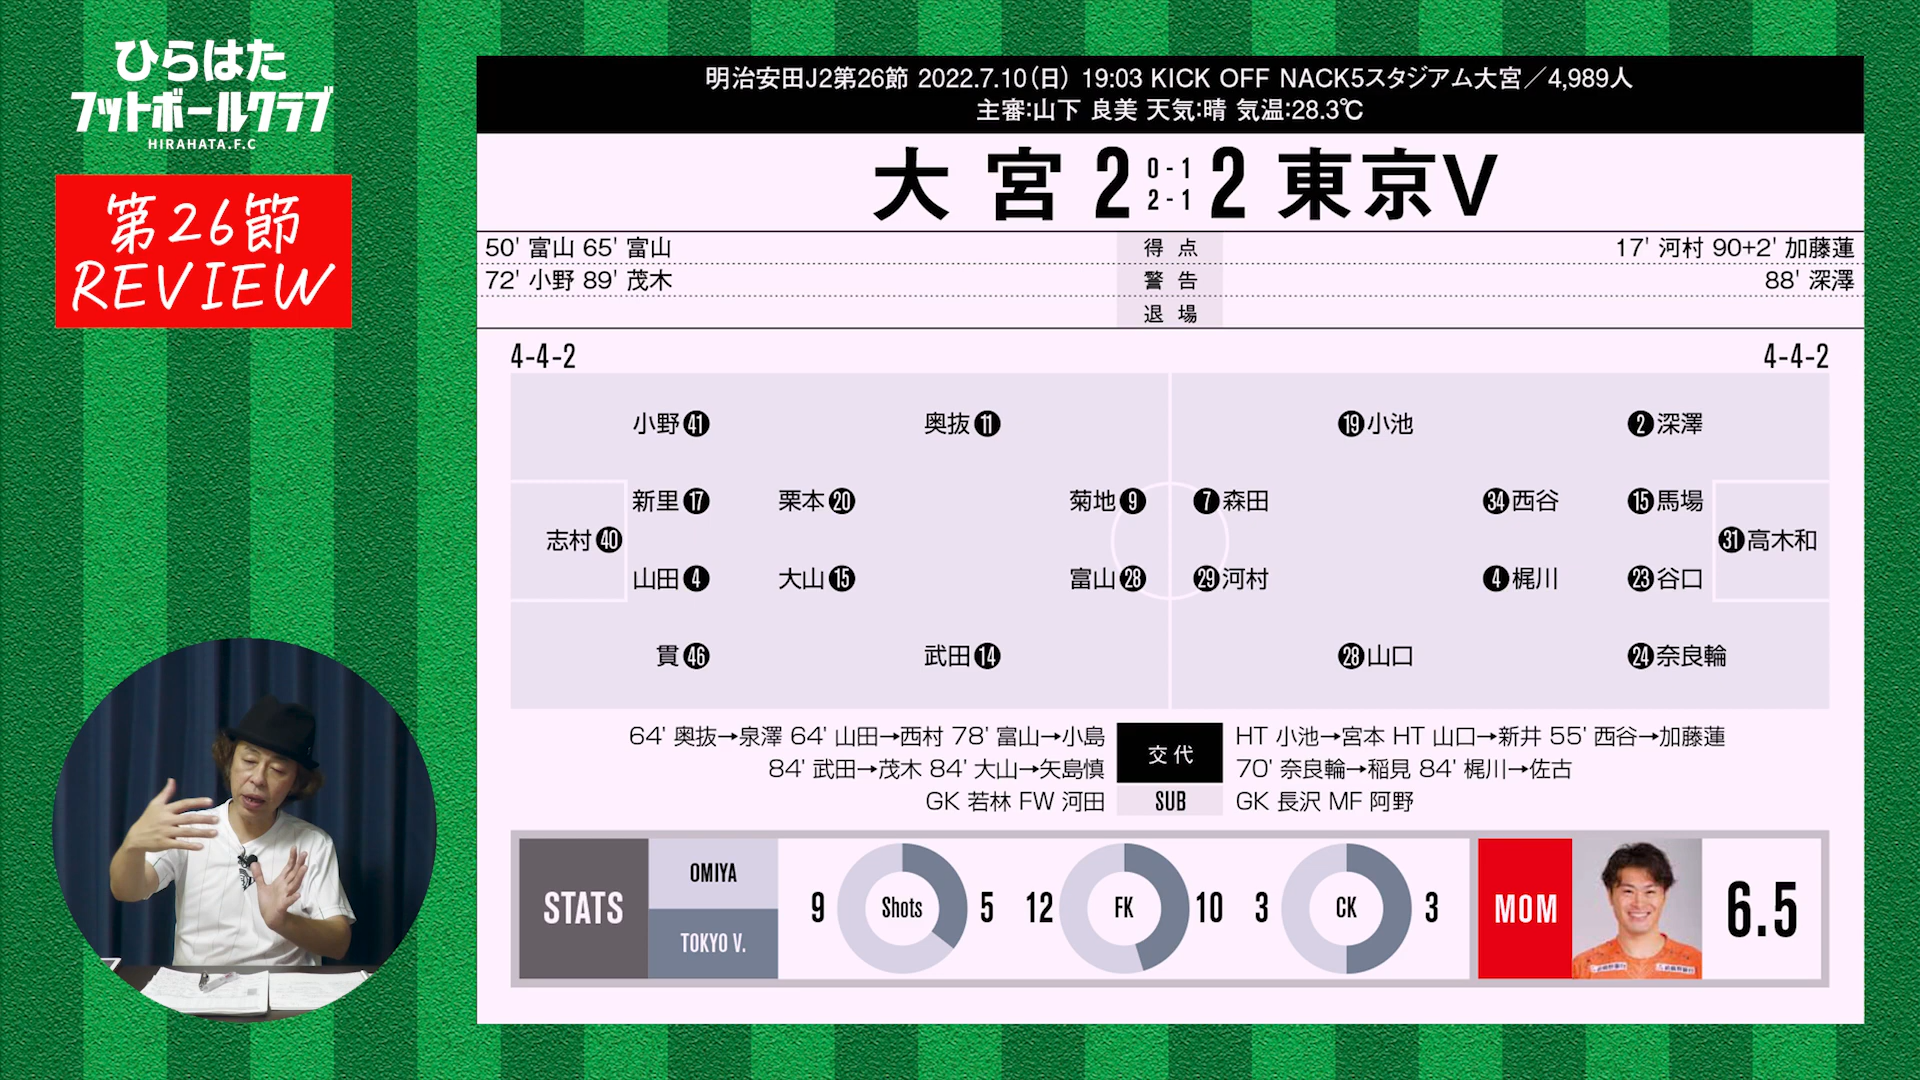 ひらはた
フットボールクラブ
HIRAHATA.F.C
第26節
REVIEW
明治安田J2第26節 2022.7.10(日) 19:03 KICK OFF NACK5スタジアム大宮／4,989人
主審:山下 良美 天気:晴 気温:28.3℃
大宮 2 0-1 2 東京V
2-1
50' 富山 65' 富山 得点 17' 河村 90+2' 加藤蓮
72' 小野 89' 茂木 警告 88' 深澤
退場
4-4-2 4-4-2
小野 41 奥抜 11 19 小池 2 深澤
新里 17 栗本 20 菊地 9 7 森田 34 西谷 15 馬場
志村 40 31 高木和
山田 4 大山 15 富山 28 29 河村 4 梶川 23 谷口
貫 46 武田 14 28 山口 24 奈良輪
64' 奥抜→泉澤 64' 山田→西村 78' 富山→小島 交代 HT 小池→宮本 HT 山口→新井 55' 西谷→加藤蓮
84' 武田→茂木 84' 大山→矢島慎 70' 奈良輪→稲見 84' 梶川→佐古
GK 若林 FW 河田 SUB GK 長沢 MF 阿野
STATS OMIYA 9 Shots 5 12 FK 10 3 CK 3 MOM 6.5
TOKYO V.